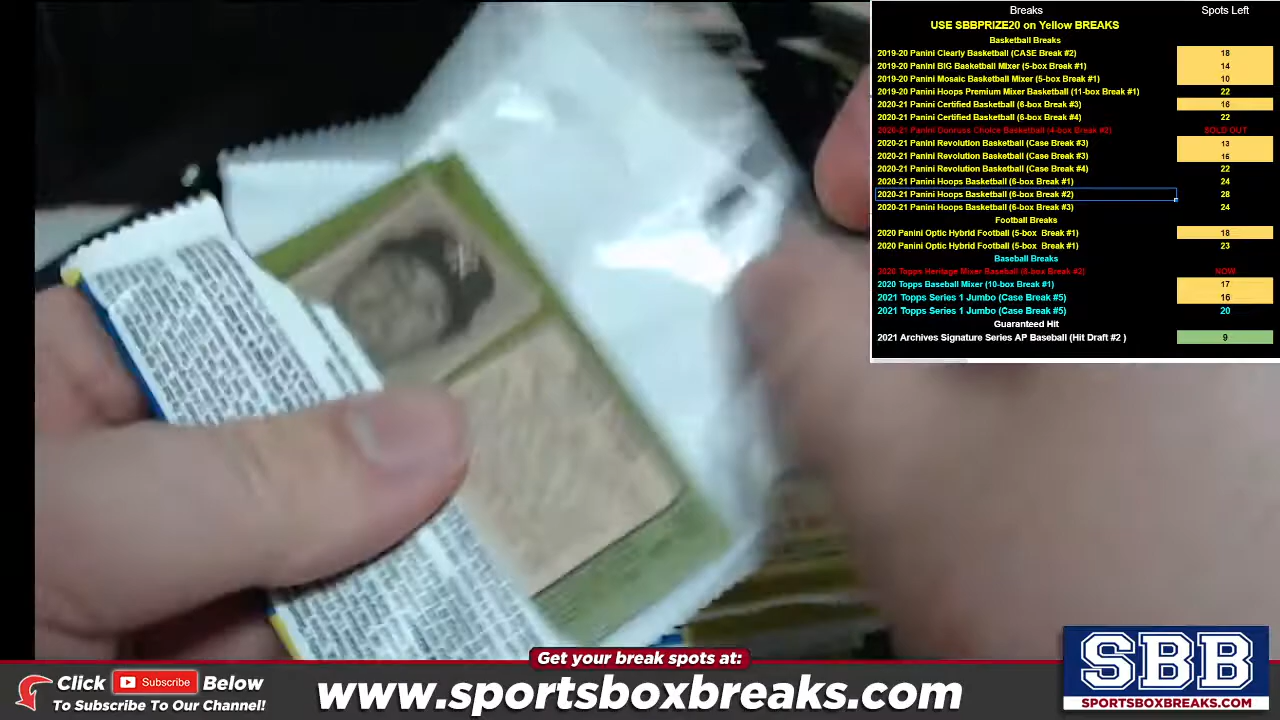 Breaks Spots Left
USE SBBPRIZE20 on Yellow BREAKS
Basketball Breaks
2019-20 Panini Clearly Basketball (CASE Break #2) 18
2019-20 Panini BIG Basketball Mixer (5-box Break #1) 14
2019-20 Panini Mosaic Basketball Mixer (5-box Break #1) 10
2019-20 Panini Hoops Premium Mixer Basketball (11-box Break #1) 22
2020-21 Panini Certified Basketball (6-box Break #3) 16
2020-21 Panini Certified Basketball (6-box Break #4) 22
2020-21 Panini Donruss Choice Basketball (4-box Break #2) SOLD OUT
2020-21 Panini Revolution Basketball (Case Break #3) 13
2020-21 Panini Revolution Basketball (Case Break #3) 15
2020-21 Panini Revolution Basketball (Case Break #4) 22
2020-21 Panini Hoops Basketball (6-box Break #1) 24
2020-21 Panini Hoops Basketball (6-box Break #2) 28
2020-21 Panini Hoops Basketball (6-box Break #3) 24
Football Breaks
2020 Panini Optic Hybrid Football (5-box Break #1) 18
2020 Panini Optic Hybrid Football (5-box Break #1) 23
Baseball Breaks
2020 Topps Heritage Mixer Baseball (8-box Break #2) NOW
2020 Topps Baseball Mixer (10-box Break #1) 17
2021 Topps Series 1 Jumbo (Case Break #5) 16
2021 Topps Series 1 Jumbo (Case Break #5) 20
Guaranteed Hit
2021 Archives Signature Series AP Baseball (Hit Draft #2 ) 9
Get your break spots at:
Click Subscribe Below
To Subscribe To Our Channel!
www.sportsboxbreaks.com
SBB
SPORTSBOXBREAKS.COM